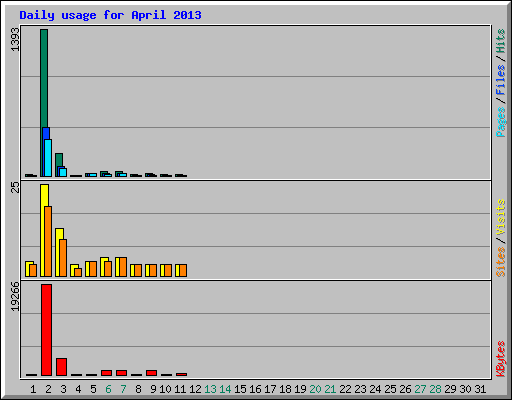 Daily usage for April 2013
1393
Pages/Files/Hits
25
Sites/Visits
19266
KBytes
1 2 3 4 5 6 7 8 9 10 11 12 13 14 15 16 17 18 19 20 21 22 23 24 25 26 27 28 29 30 31